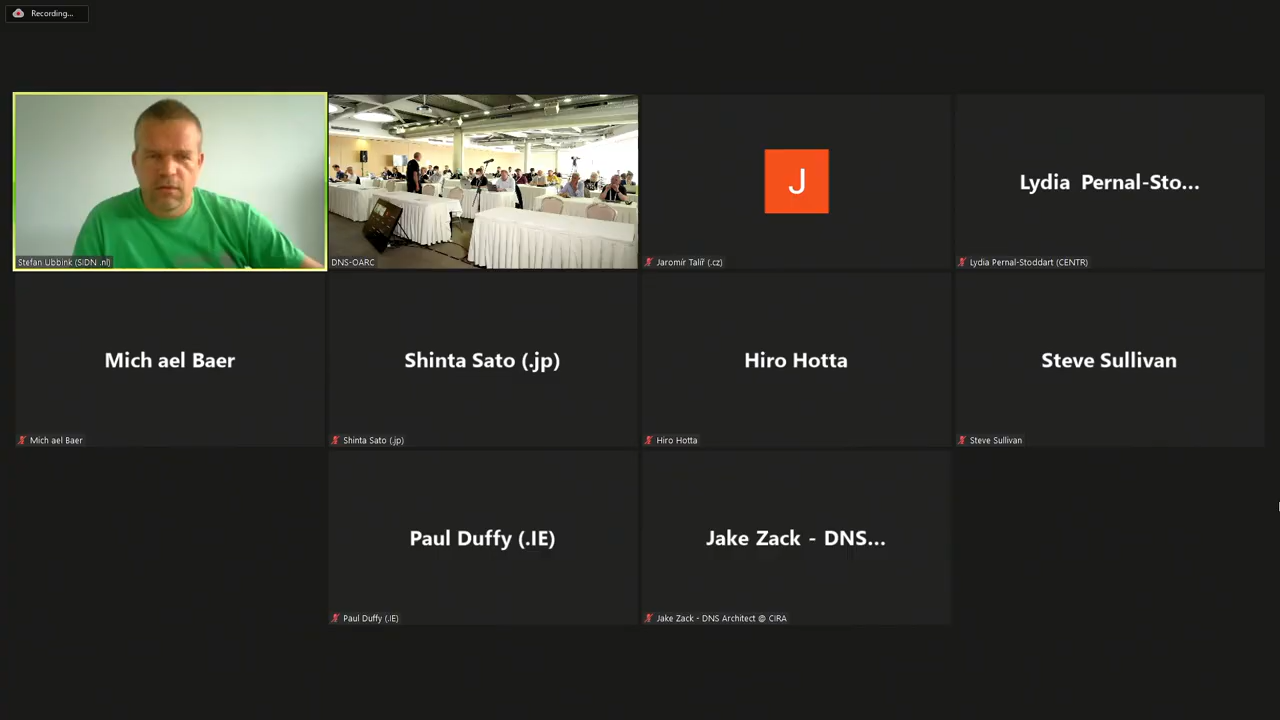 Recording...
Stefan Ubbink (SIDN .nl)
DNS-OARC
J
Jaromír Talíř (.cz)
Lydia Pernal-Sto...
Lydia Pernal-Stoddart (CENTR)
Mich ael Baer
Mich ael Baer
Shinta Sato (.jp)
Shinta Sato (.jp)
Hiro Hotta
Hiro Hotta
Steve Sullivan
Steve Sullivan
Paul Duffy (.IE)
Paul Duffy (.IE)
Jake Zack - DNS...
Jake Zack - DNS Architect @ CIRA